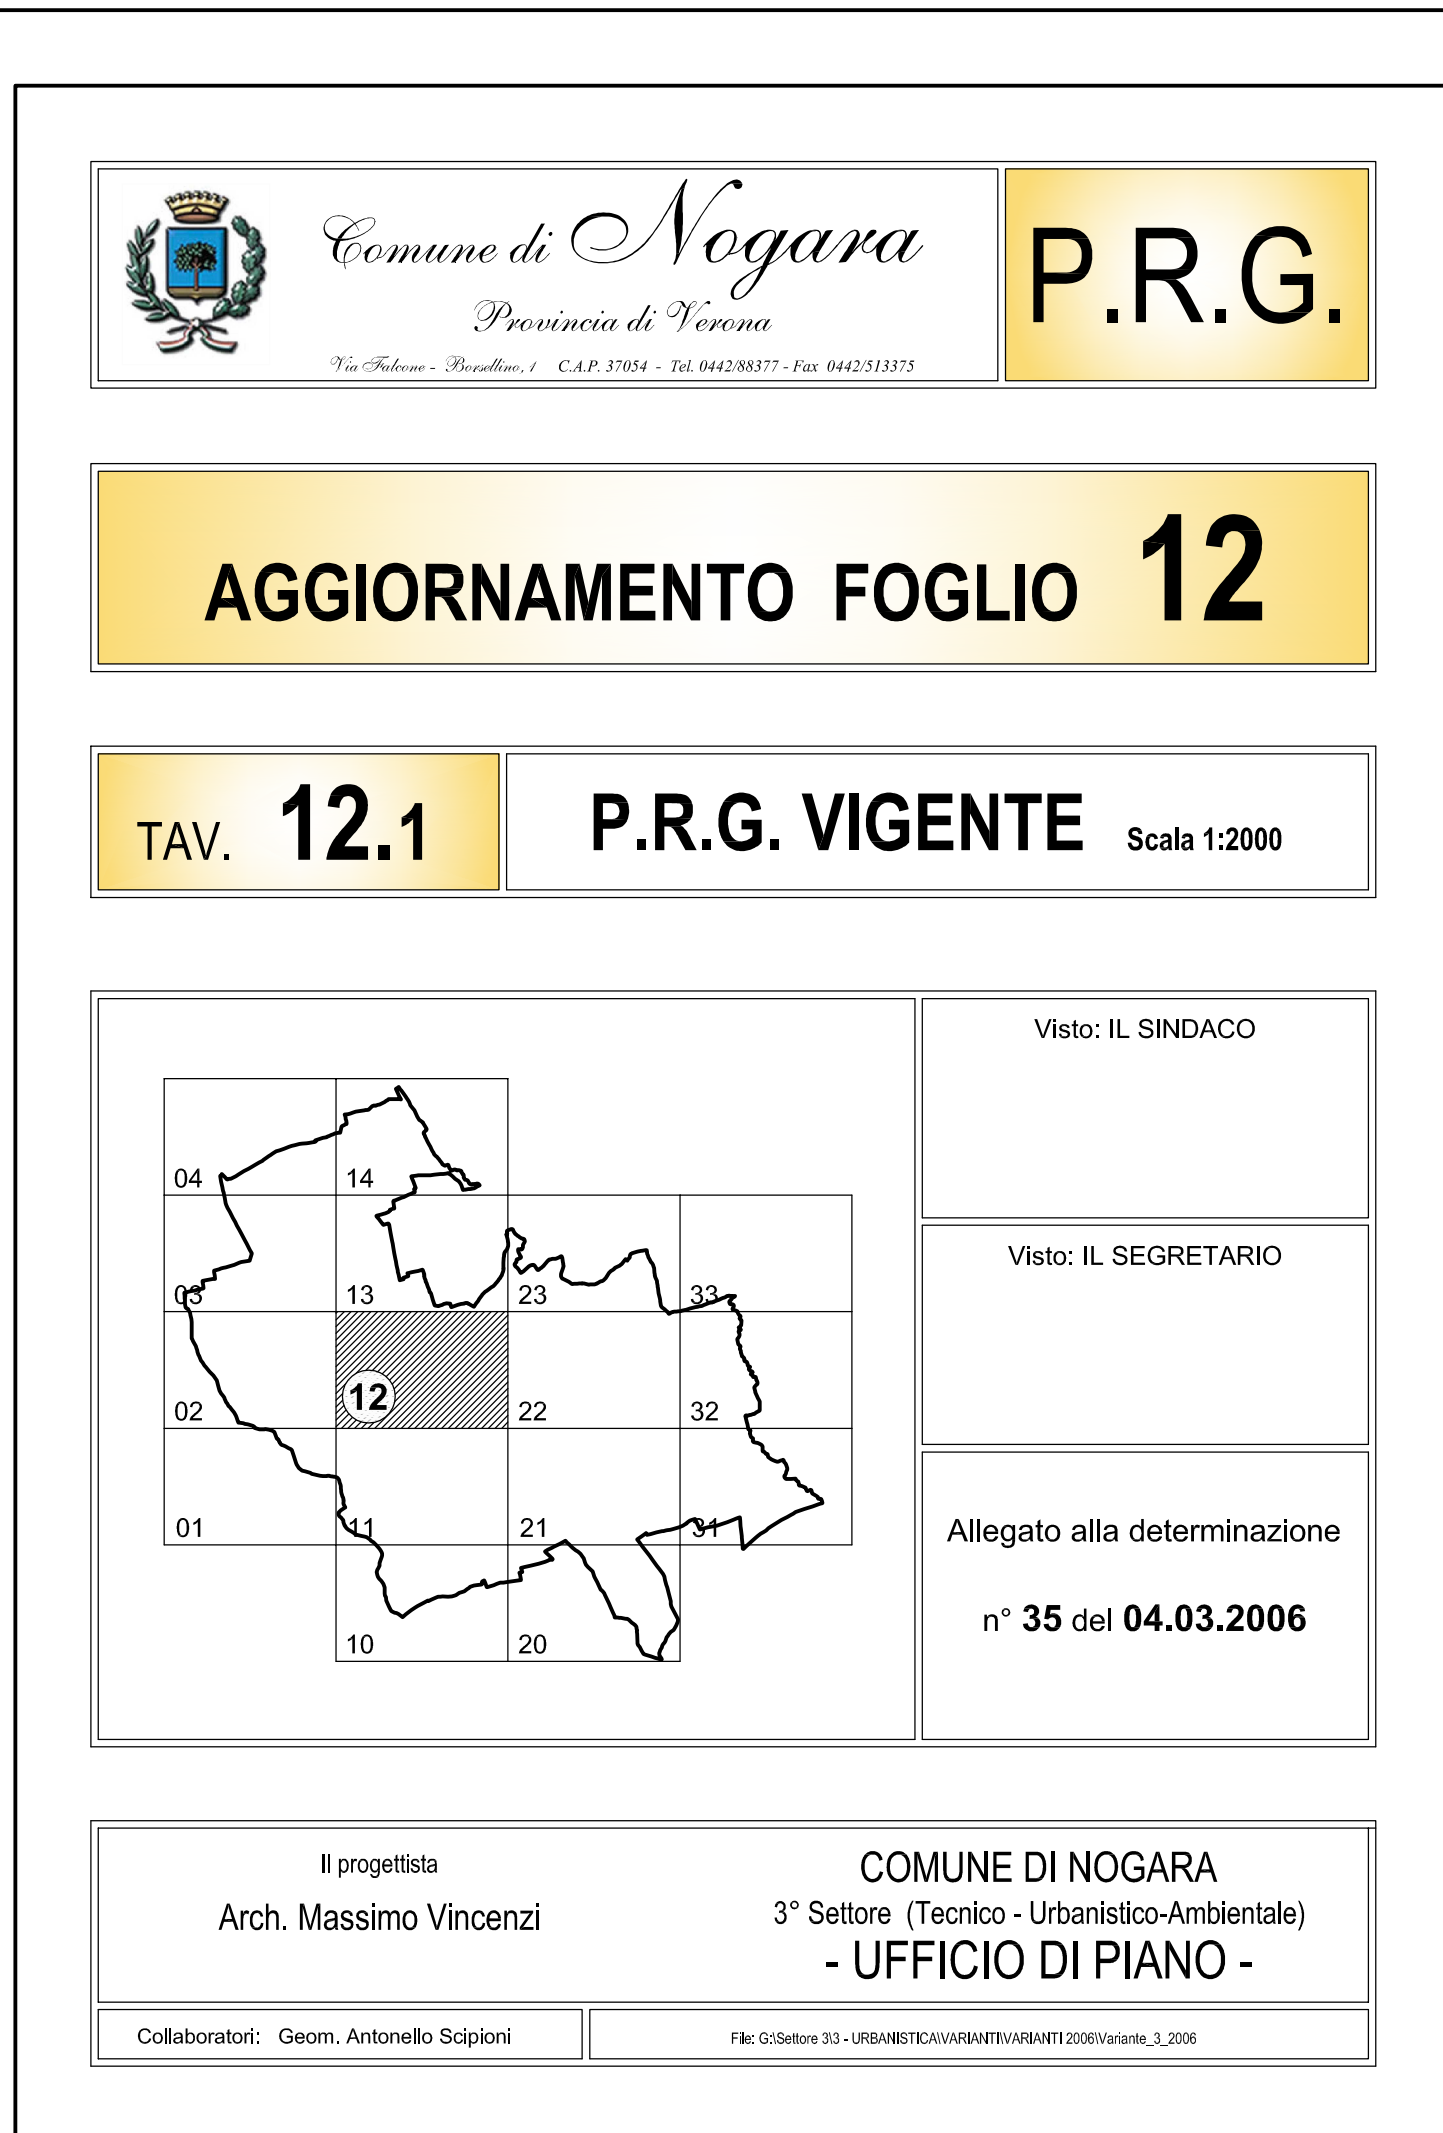 Comune di Nogara
Provincia di Verona
Via Falcone - Borsellino, 1 C.A.P. 37054 - Tel. 0442/88377 - Fax 0442/513375
P.R.G.
AGGIORNAMENTO FOGLIO 12
TAV. 12.1
P.R.G. VIGENTE Scala 1:2000
04 14
03 13 23 33
02 12 22 32
01 11 21 31
10 20
Visto: IL SINDACO
Visto: IL SEGRETARIO
Allegato alla determinazione
n° 35 del 04.03.2006
Il progettista
Arch. Massimo Vincenzi
COMUNE DI NOGARA
3° Settore (Tecnico - Urbanistico-Ambientale)
- UFFICIO DI PIANO -
Collaboratori: Geom. Antonello Scipioni
File: G:\Settore 3\3 - URBANISTICA\VARIANTI\VARIANTI 2006\Variante_3_2006